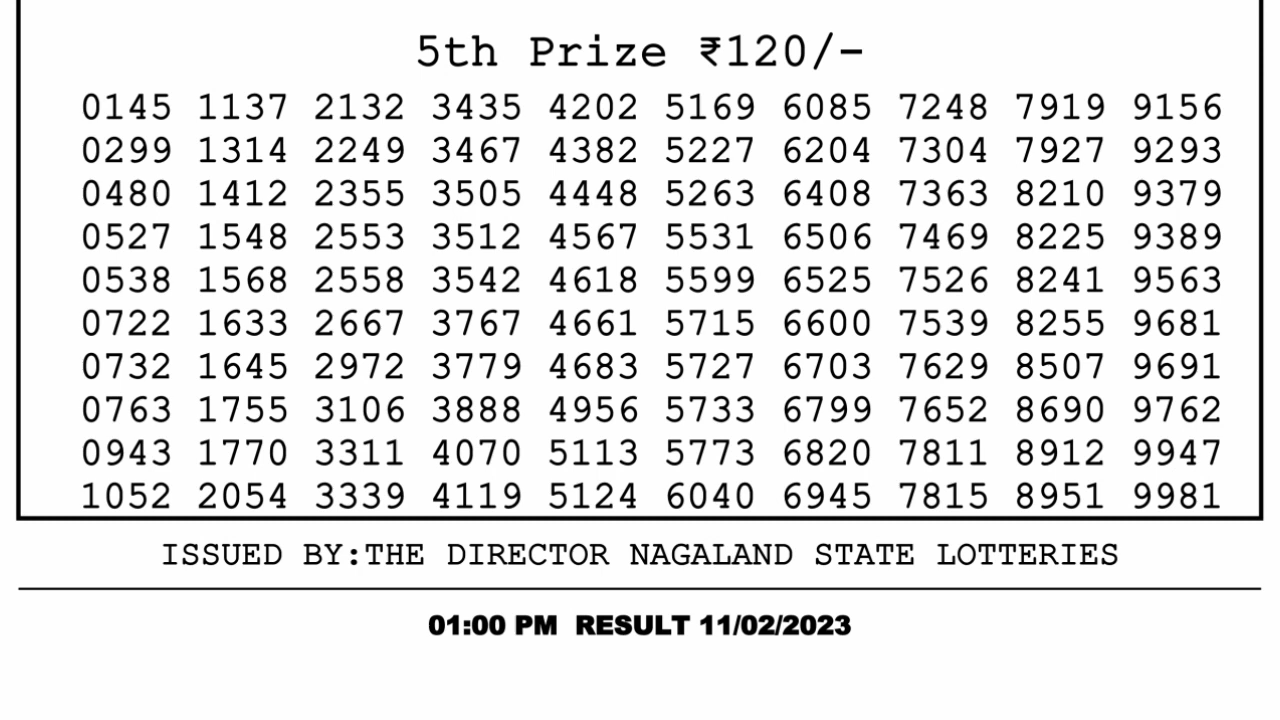 5th Prize ₹120/-
0145 1137 2132 3435 4202 5169 6085 7248 7919 9156
0299 1314 2249 3467 4382 5227 6204 7304 7927 9293
0480 1412 2355 3505 4448 5263 6408 7363 8210 9379
0527 1548 2553 3512 4567 5531 6506 7469 8225 9389
0538 1568 2558 3542 4618 5599 6525 7526 8241 9563
0722 1633 2667 3767 4661 5715 6600 7539 8255 9681
0732 1645 2972 3779 4683 5727 6703 7629 8507 9691
0763 1755 3106 3888 4956 5733 6799 7652 8690 9762
0943 1770 3311 4070 5113 5773 6820 7811 8912 9947
1052 2054 3339 4119 5124 6040 6945 7815 8951 9981
ISSUED BY:THE DIRECTOR NAGALAND STATE LOTTERIES
01:00 PM RESULT 11/02/2023